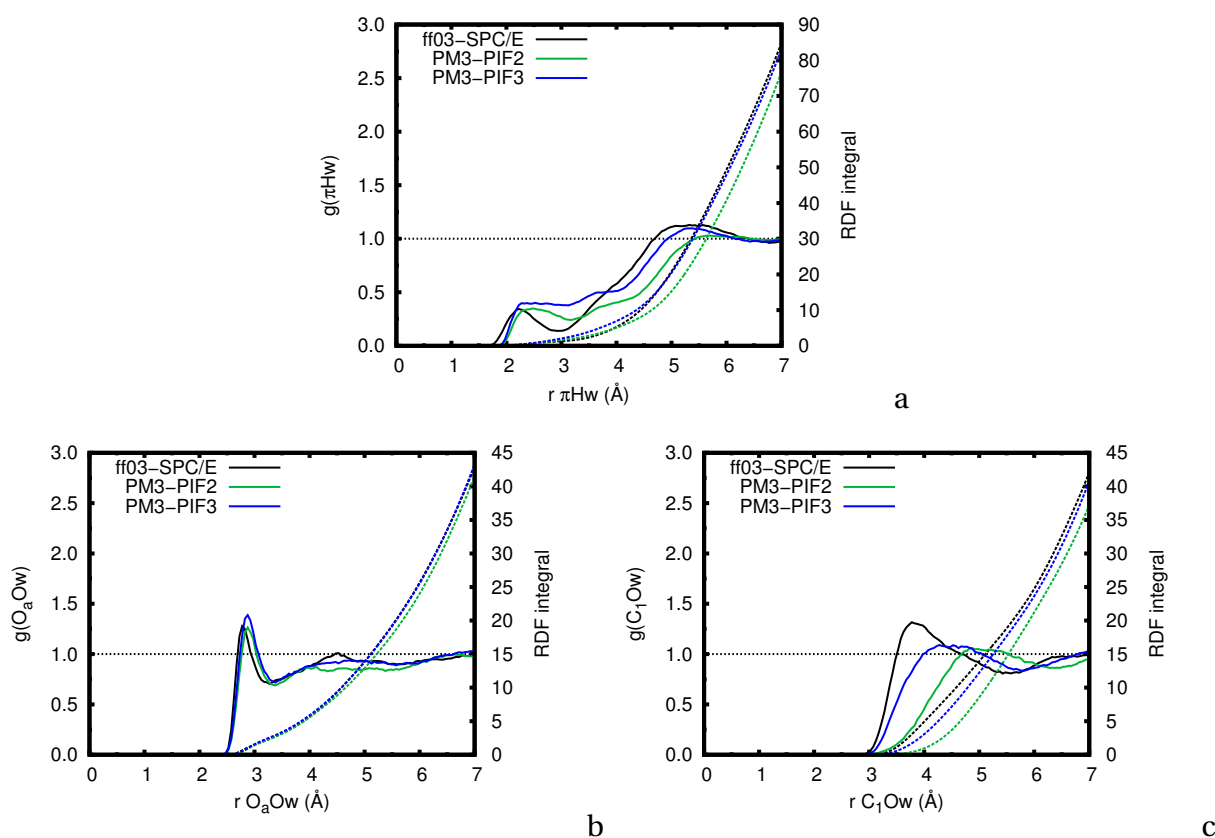 ff03-SPC/E
PM3-PIF2
PM3-PIF3
3.0
2.5
2.0
1.5
1.0
0.5
0.0
g(πHw)
90
80
70
60
50
40
30
20
10
0
RDF integral
0 1 2 3 4 5 6 7
r πHw (Å)
a
ff03-SPC/E
PM3-PIF2
PM3-PIF3
3.0
2.5
2.0
1.5
1.0
0.5
0.0
g(OₐOw)
45
40
35
30
25
20
15
10
5
0
RDF integral
0 1 2 3 4 5 6 7
r OₐOw (Å)
b
ff03-SPC/E
PM3-PIF2
PM3-PIF3
3.0
2.5
2.0
1.5
1.0
0.5
0.0
g(C₁Ow)
45
40
35
30
25
20
15
10
5
0
RDF integral
0 1 2 3 4 5 6 7
r C₁Ow (Å)
c